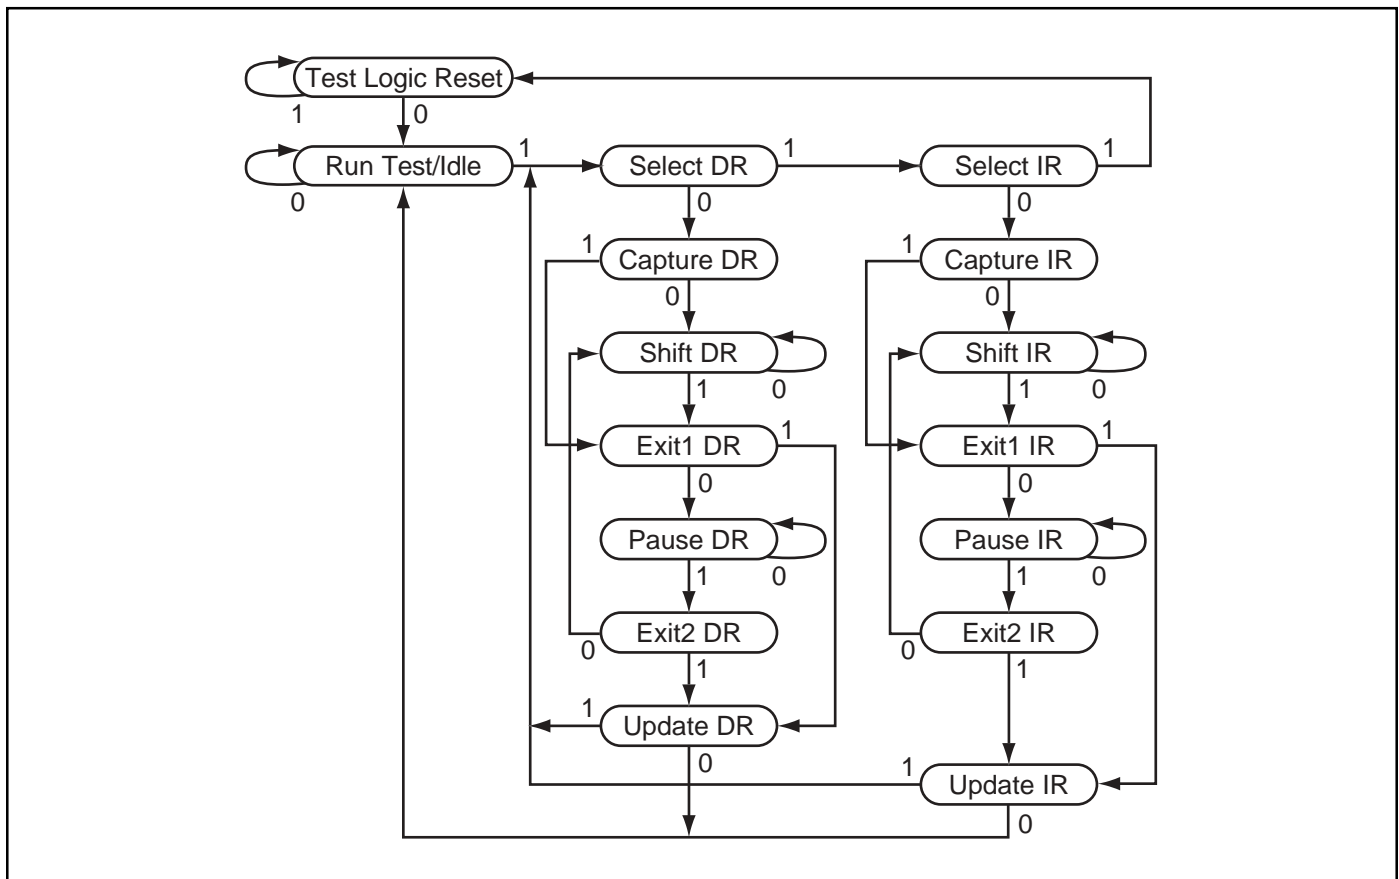 Test Logic Reset
1
0
Run Test/Idle
1
Select DR
1
Select IR
1
0
0
0
1
Capture DR
1
Capture IR
0
0
Shift DR
Shift IR
1
0
1
0
Exit1 DR
1
Exit1 IR
1
0
0
Pause DR
Pause IR
1
0
1
0
Exit2 DR
Exit2 IR
0
1
0
1
1
Update DR
0
1
Update IR
0